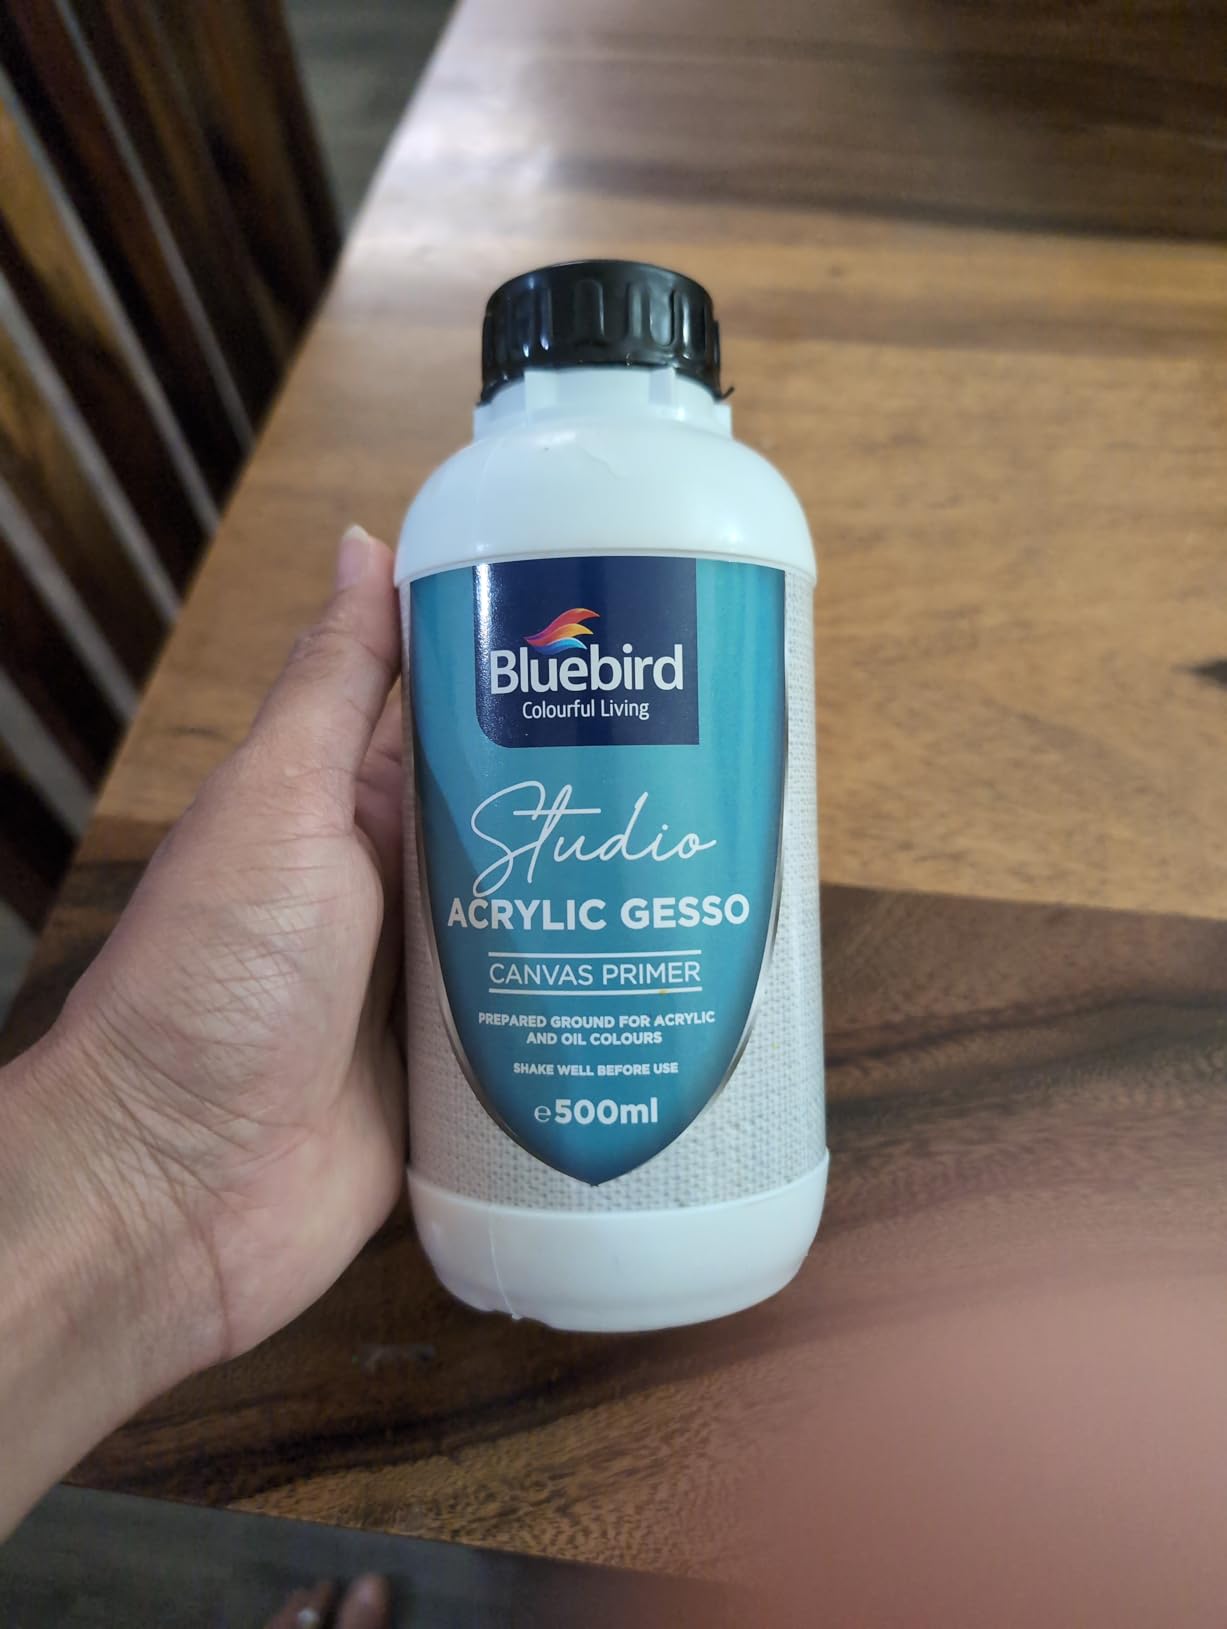 Bluebird
Colourful Living
Studio
ACRYLIC GESSO
CANVAS PRIMER
PREPARED GROUND FOR ACRYLIC
AND OIL COLOURS
SHAKE WELL BEFORE USE
℮500ml